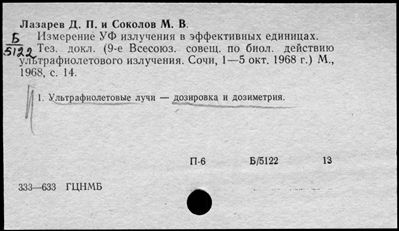 Лазарев Д. П. и Соколов М. В.
Б/5122
Измерение УФ излучения в эффективных единицах.
Тез. докл. (9-е Всесоюз. совещ. по биол. действию
ультрафиолетового излучения. Сочи, 1—5 окт. 1968 г.) М.,
1968, с. 14.
1. Ультрафиолетовые лучи — дозировка и дозиметрия.
П-6 Б/5122 13
333—633 ГЦНМБ